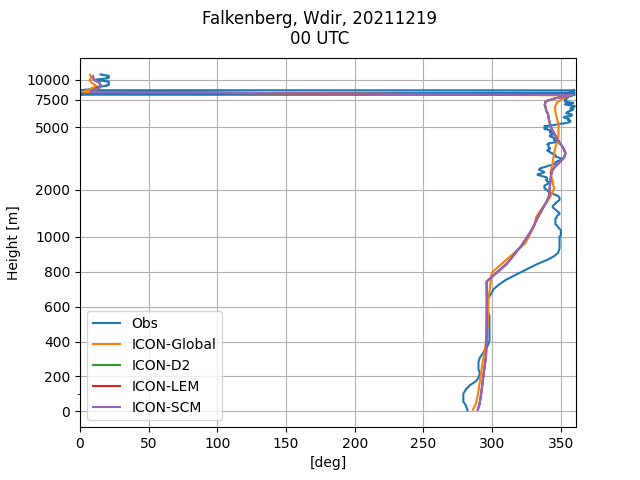 Falkenberg, Wdir, 20211219
00 UTC
10000
7500
5000
2000
1000
800
600
400
200
0
Height [m]
Obs
ICON-Global
ICON-D2
ICON-LEM
ICON-SCM
0 50 100 150 200 250 300 350
[deg]